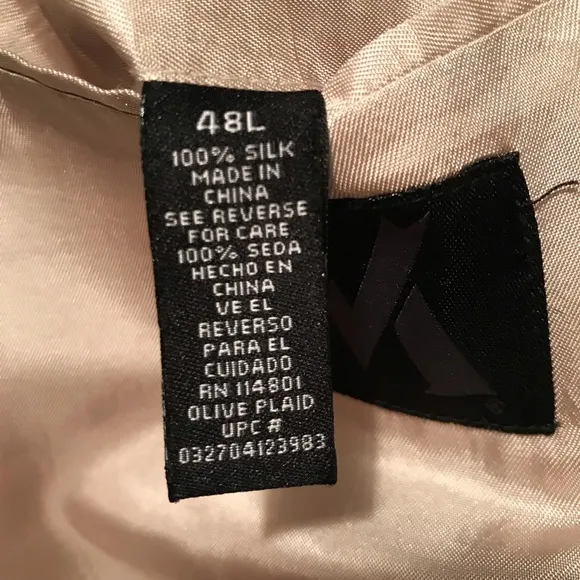 48L
100% SILK
MADE IN
CHINA
SEE REVERSE
FOR CARE
100% SEDA
HECHO EN
CHINA
VE EL
REVERSO
PARA EL
CUIDADO
RN 114801
OLIVE PLAID
UPC #
032704123983